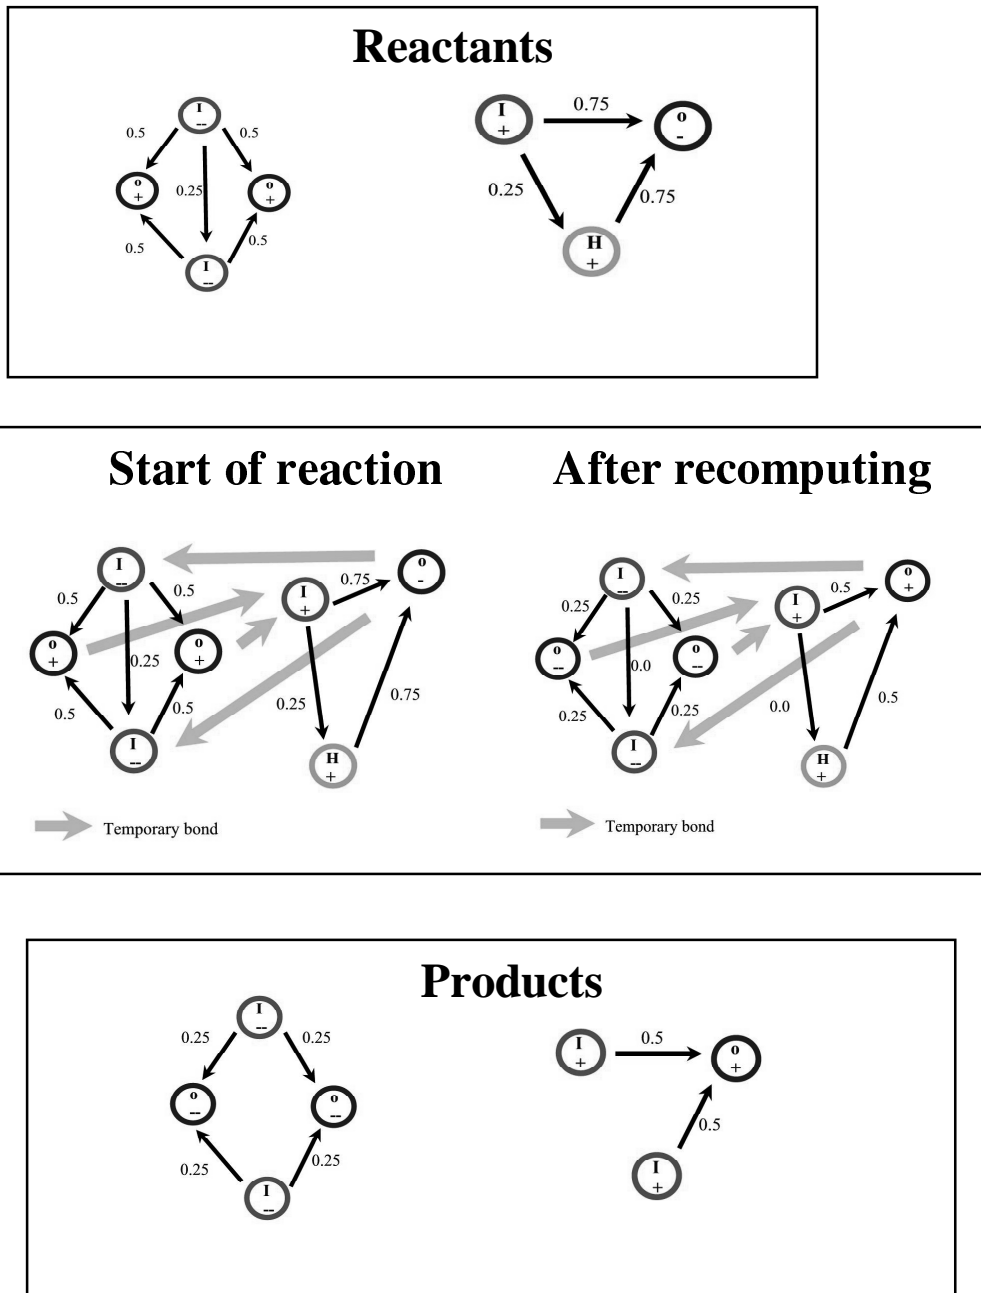 Reactants
I
--
0.5
0.5
o
+
0.25
o
+
0.5
0.5
I
--
I
+
0.75
o
-
0.25
0.75
H
+
Start of reaction
I
--
0.5
0.5
o
+
0.25
o
+
0.5
0.5
I
--
I
+
0.75
o
-
0.25
0.75
H
+
Temporary bond
After recomputing
I
--
0.25
0.25
o
--
0.0
o
--
0.25
0.25
I
--
I
+
0.5
o
+
0.0
0.5
H
+
Temporary bond
Products
I
--
0.25
0.25
o
--
o
--
0.25
0.25
I
--
I
+
0.5
o
+
0.5
I
+